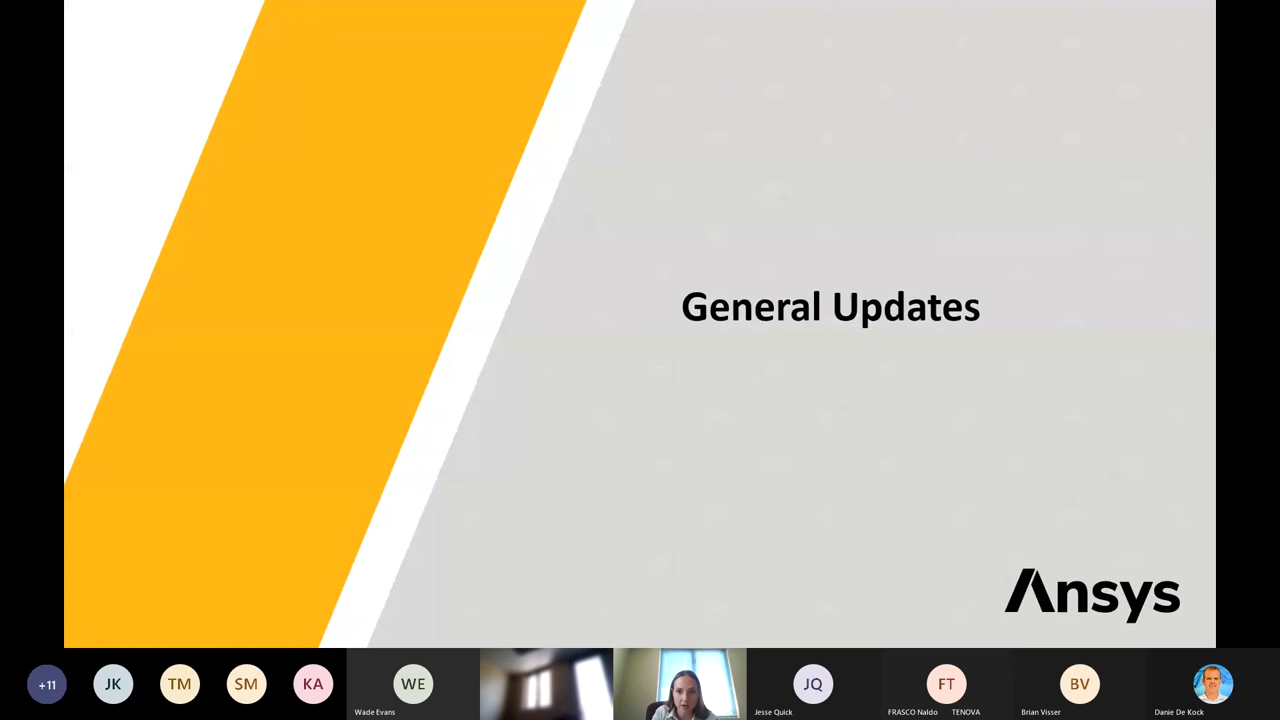 General Updates
Ansys
+11
JK
TM
SM
KA
WE
Wade Evans
JQ
Jesse Quick
FT
FRASCO Naldo TENOVA
BV
Brian Visser
Danie De Kock